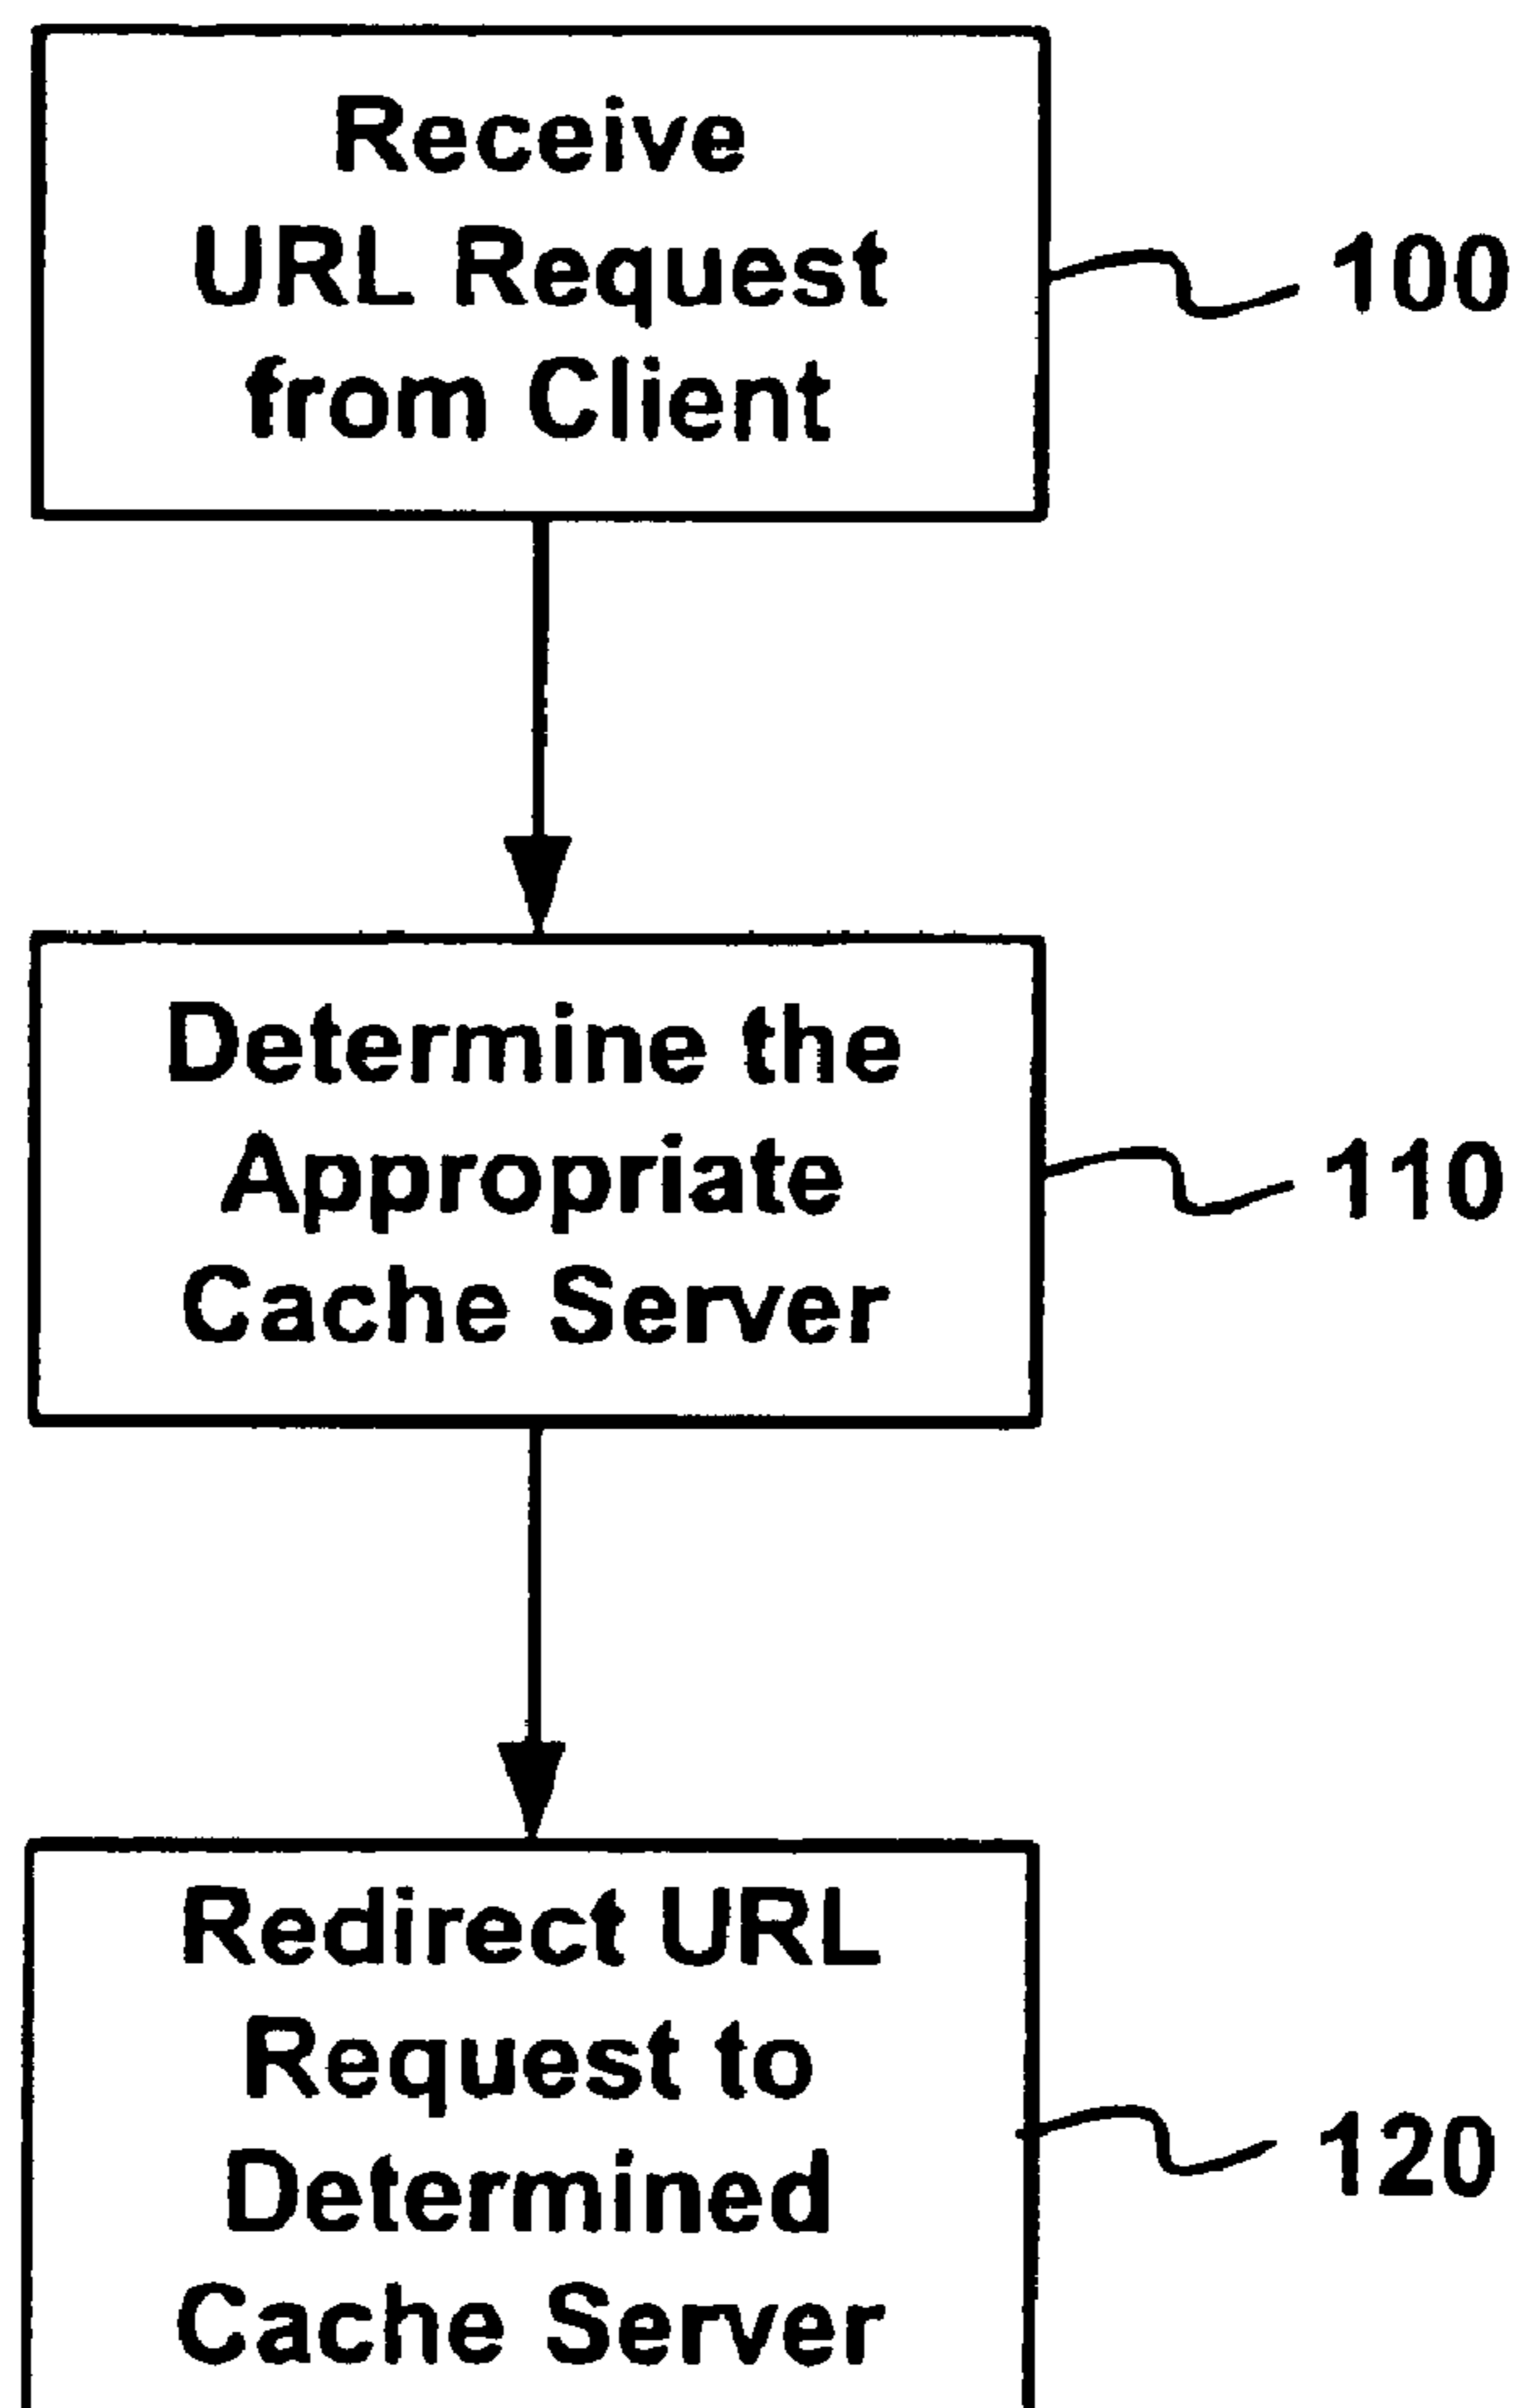 Receive
URL Request
from Client
100
Determine the
Appropriate
Cache Server
110
Redirect URL
Request to
Determined
Cache Server
120